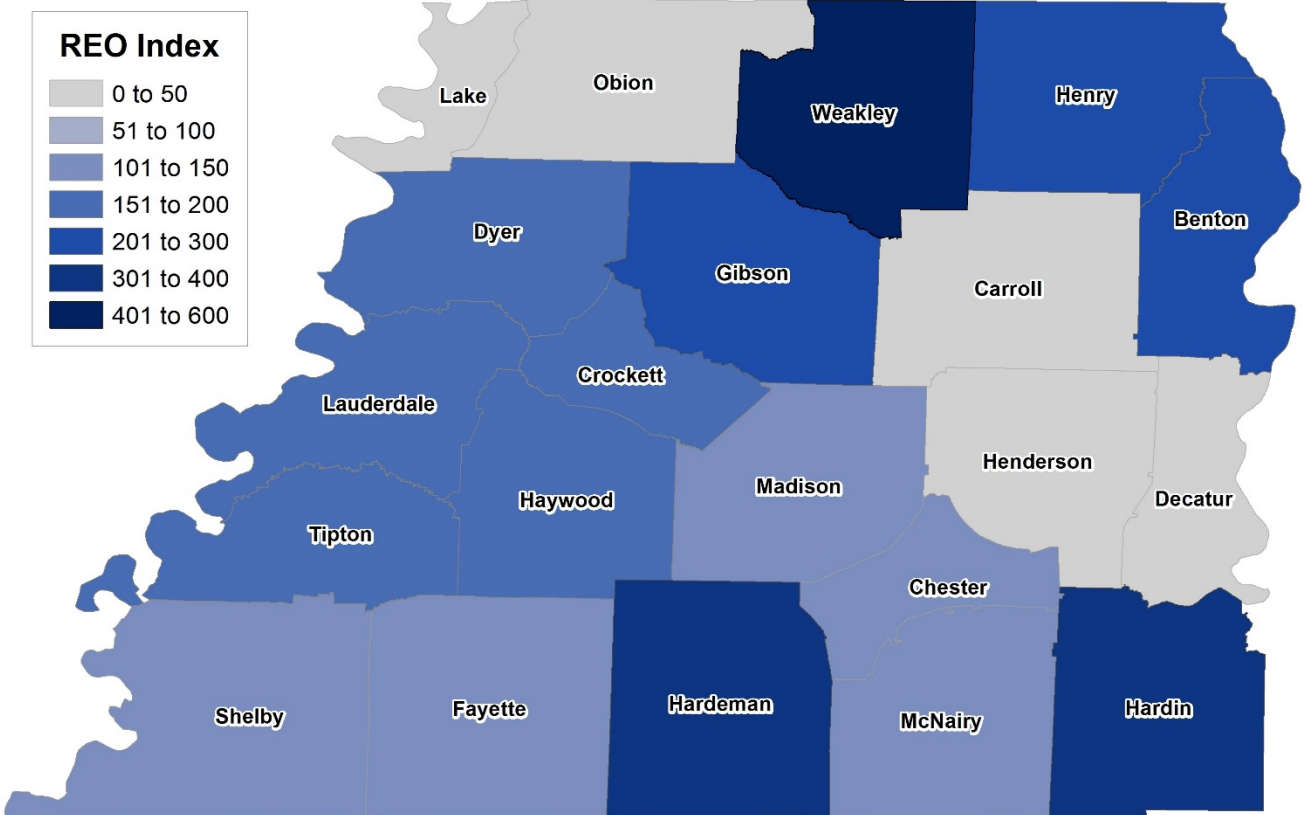 REO Index
0 to 50
51 to 100
101 to 150
151 to 200
201 to 300
301 to 400
401 to 600
Lake
Obion
Weakley
Henry
Benton
Dyer
Gibson
Carroll
Crockett
Lauderdale
Henderson
Madison
Haywood
Decatur
Tipton
Chester
Shelby
Fayette
Hardeman
McNairy
Hardin